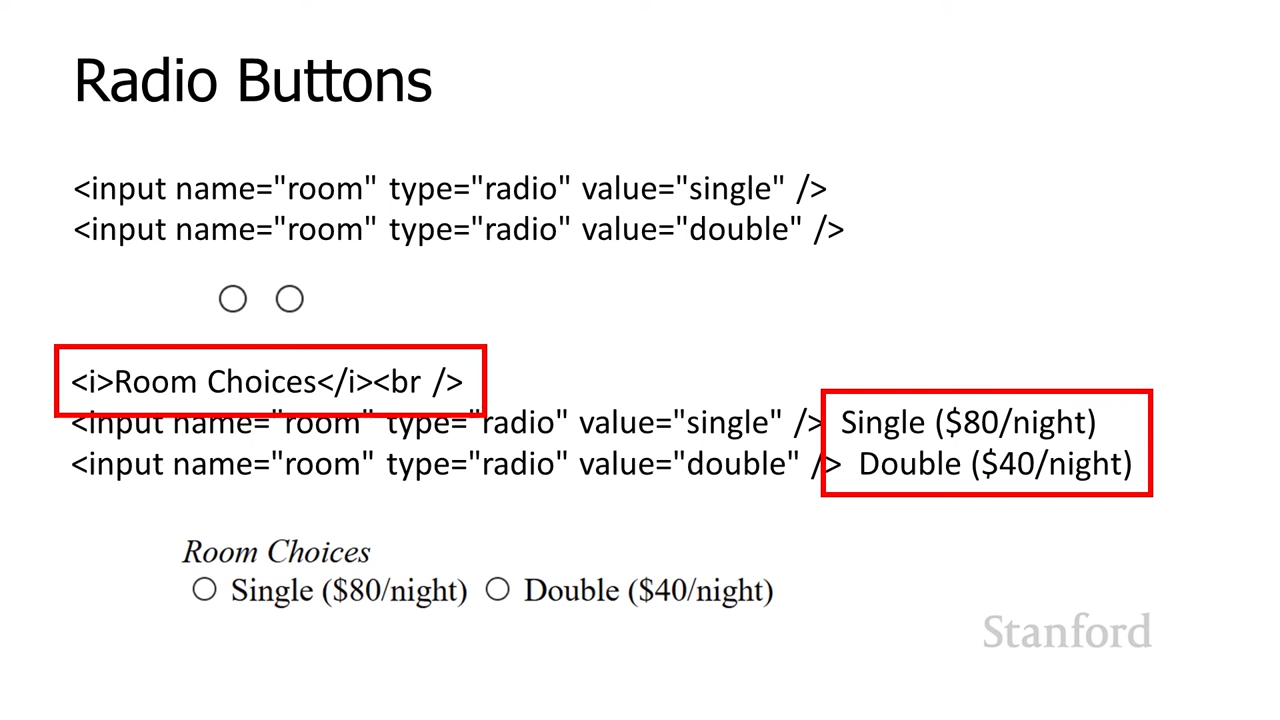 Radio Buttons
<input name="room" type="radio" value="single" />
<input name="room" type="radio" value="double" />
<i>Room Choices</i><br />
<input name="room" type="radio" value="single" /> Single ($80/night)
<input name="room" type="radio" value="double" /> Double ($40/night)
Room Choices
Single ($80/night) Double ($40/night)
Stanford